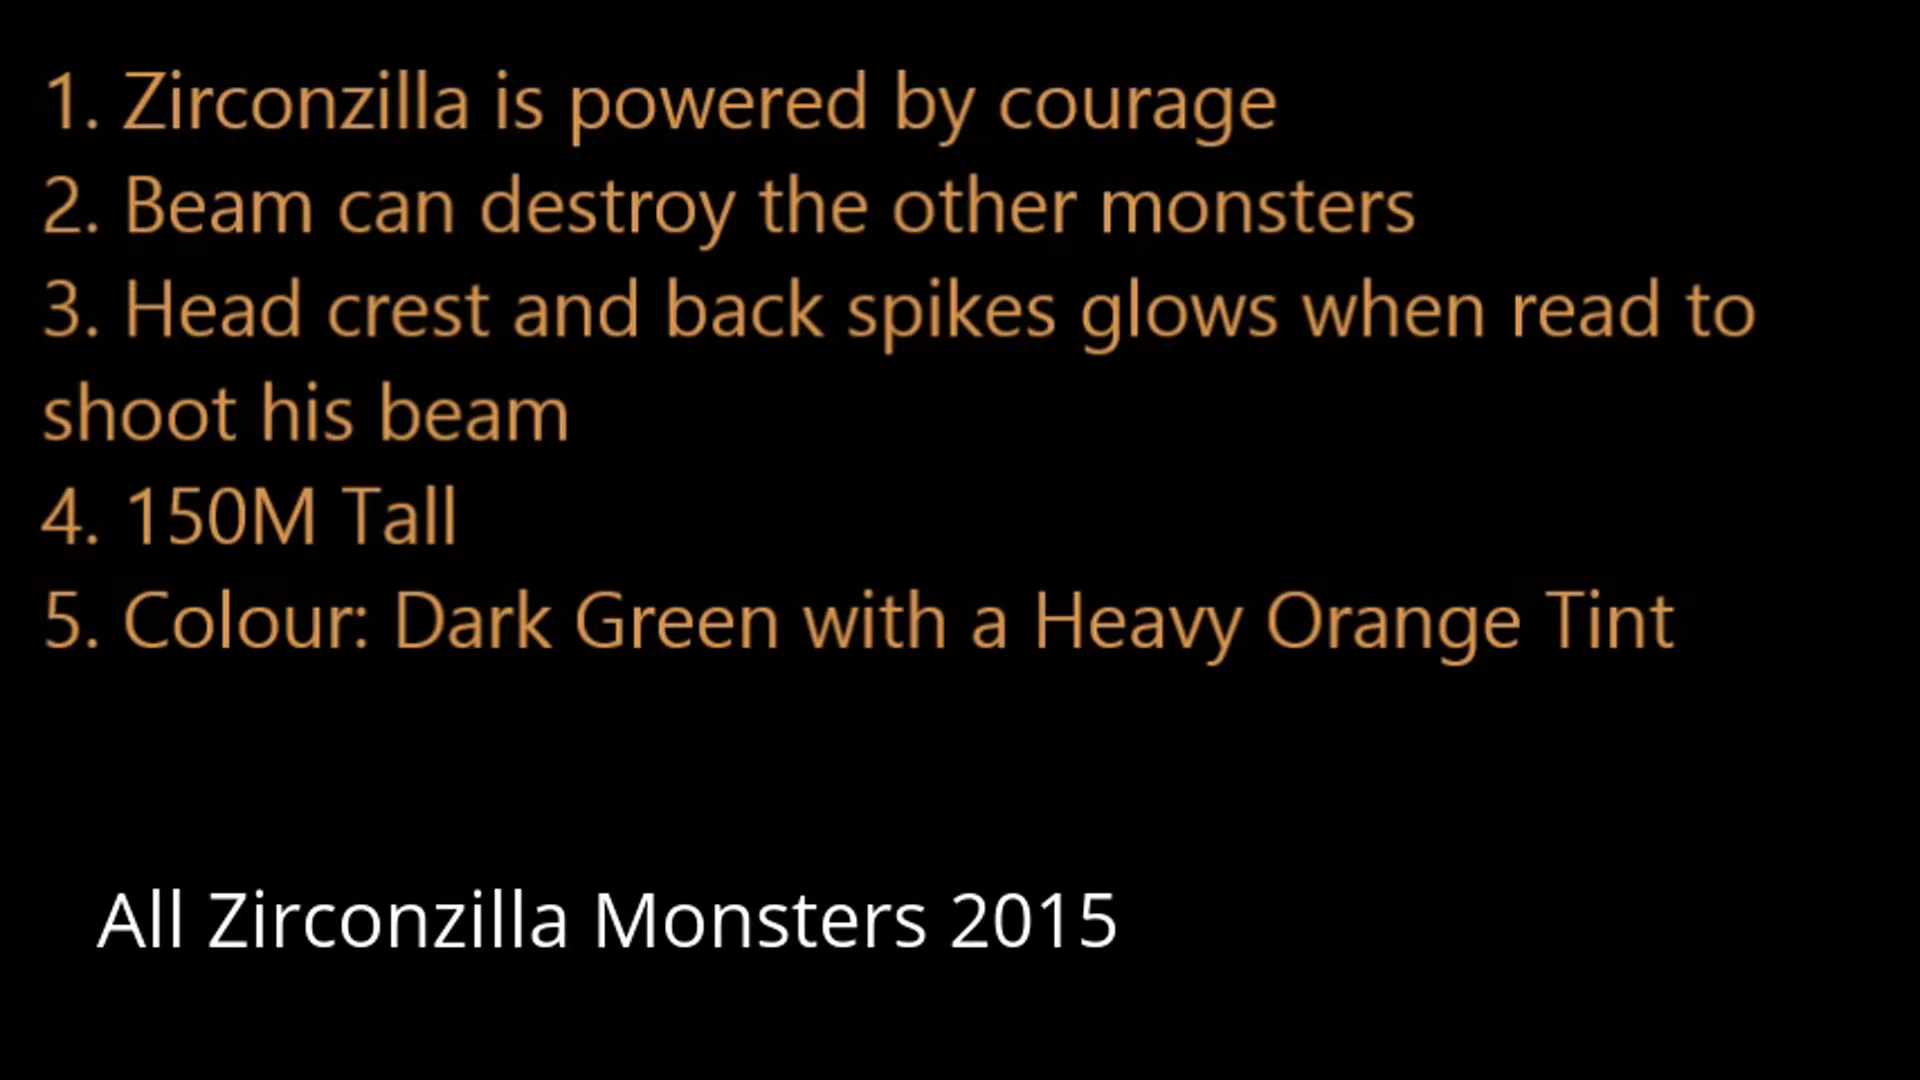 1. Zirconzilla is powered by courage
2. Beam can destroy the other monsters
3. Head crest and back spikes glows when read to
shoot his beam
4. 150M Tall
5. Colour: Dark Green with a Heavy Orange Tint
All Zirconzilla Monsters 2015